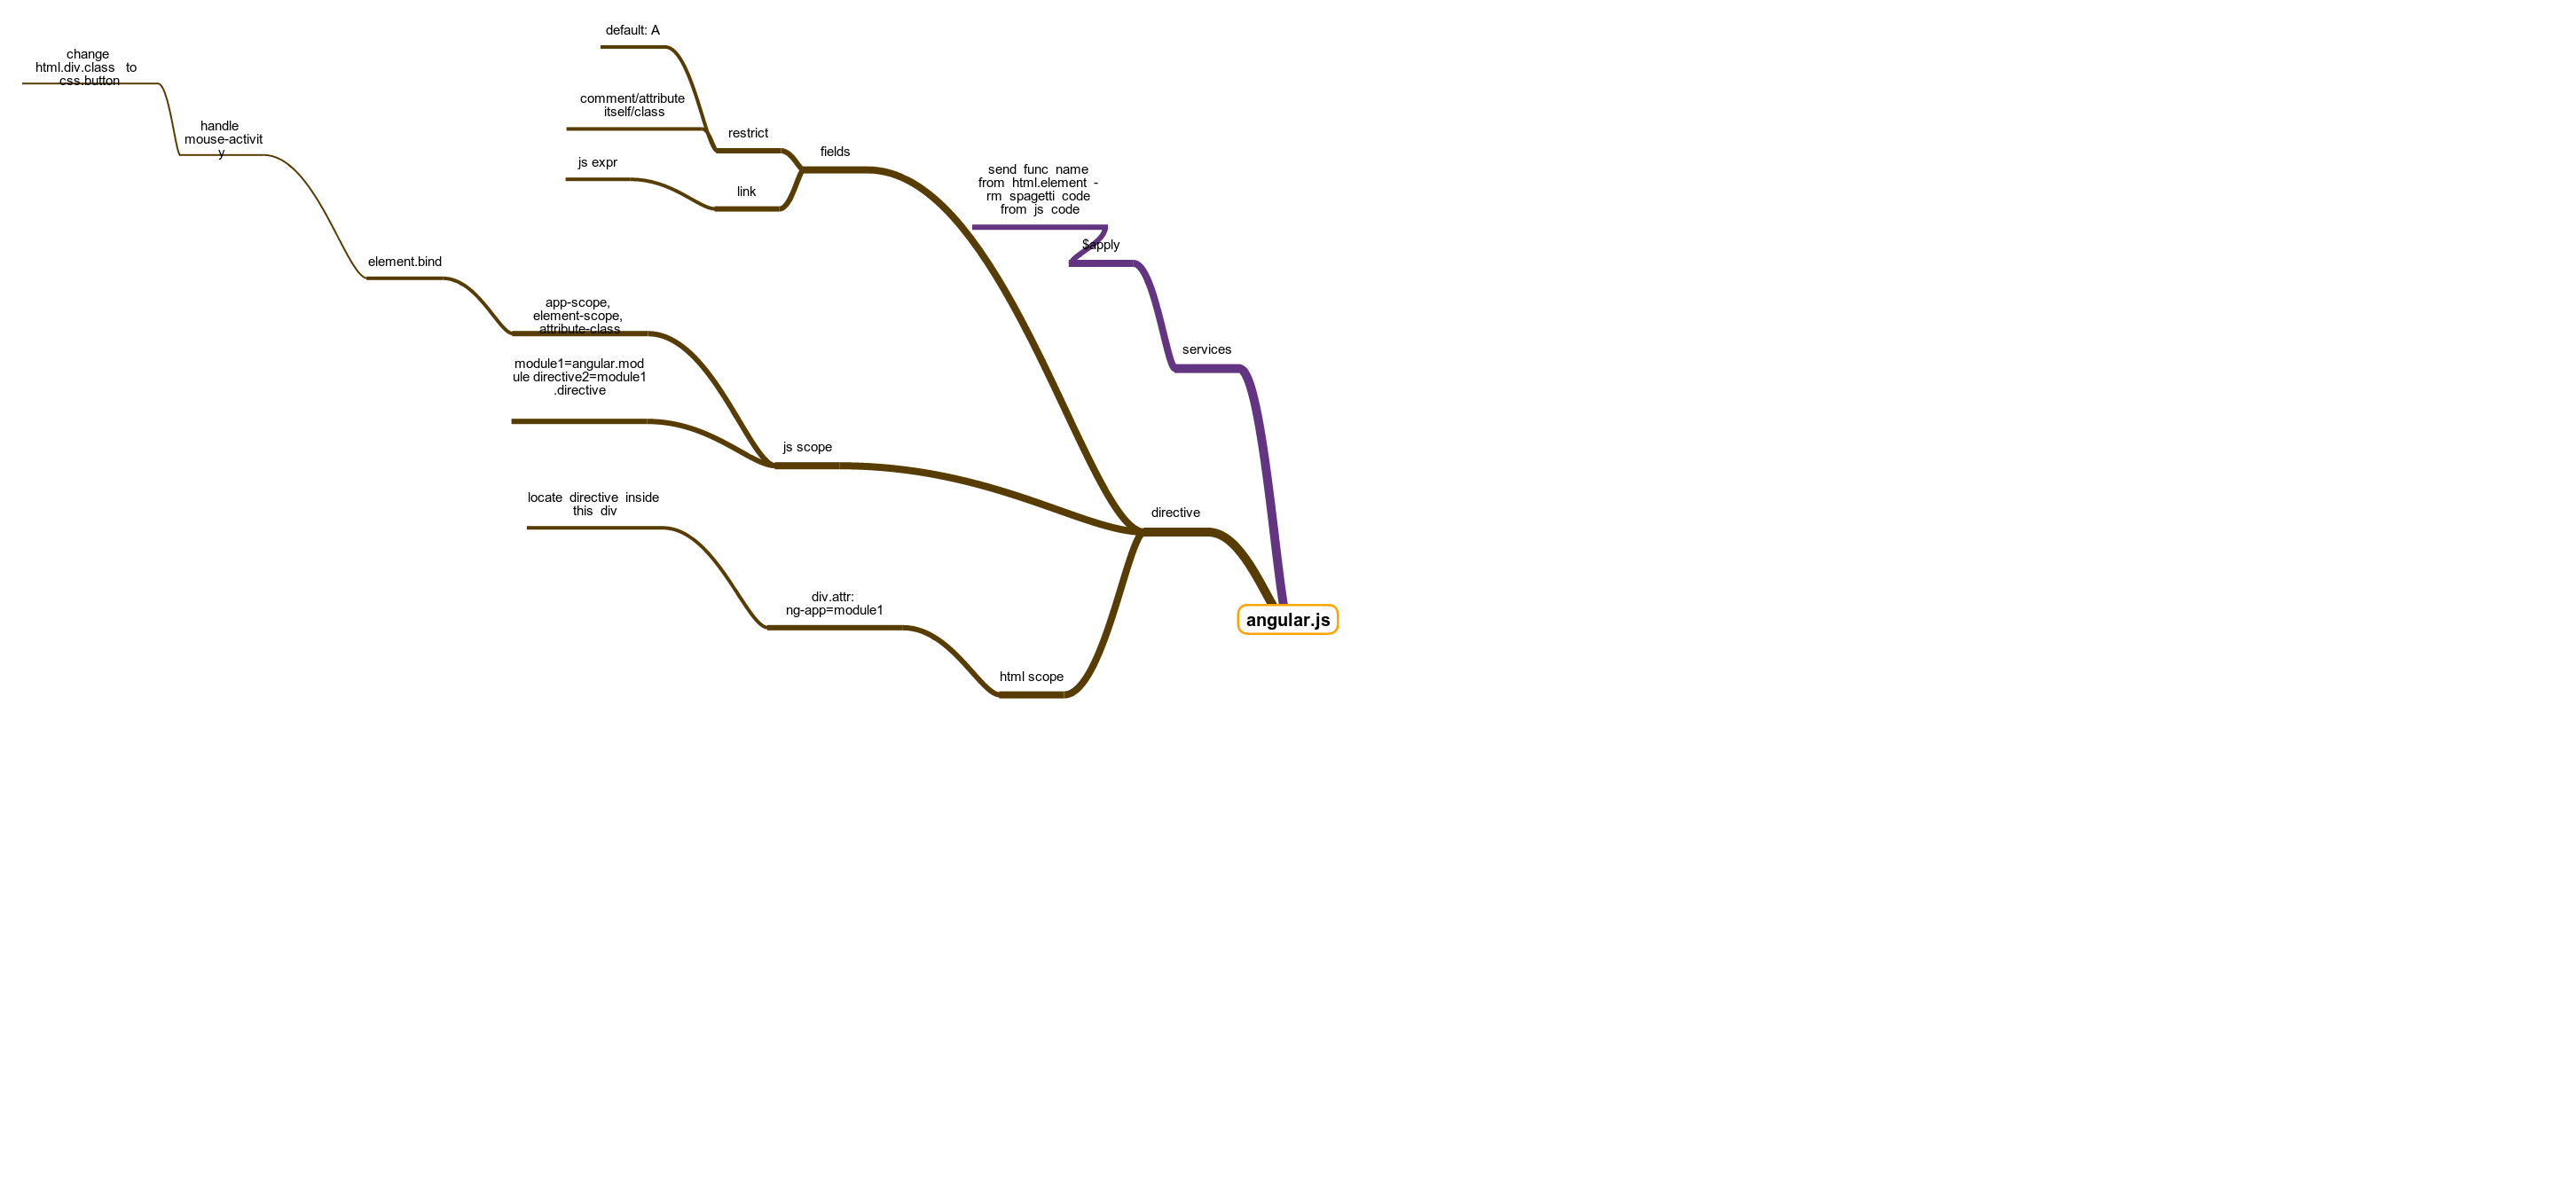 default: A
change
html.div.class to
css.button
comment/attribute
itself/class
handle
mouse-activit
y
restrict
fields
js expr
link
send func name
from html.element -
rm spagetti code
from js code
$apply
element.bind
app-scope,
element-scope,
attribute-class
services
module1=angular.mod
ule directive2=module1
.directive
js scope
locate directive inside
this div
directive
div.attr:
ng-app=module1
angular.js
html scope